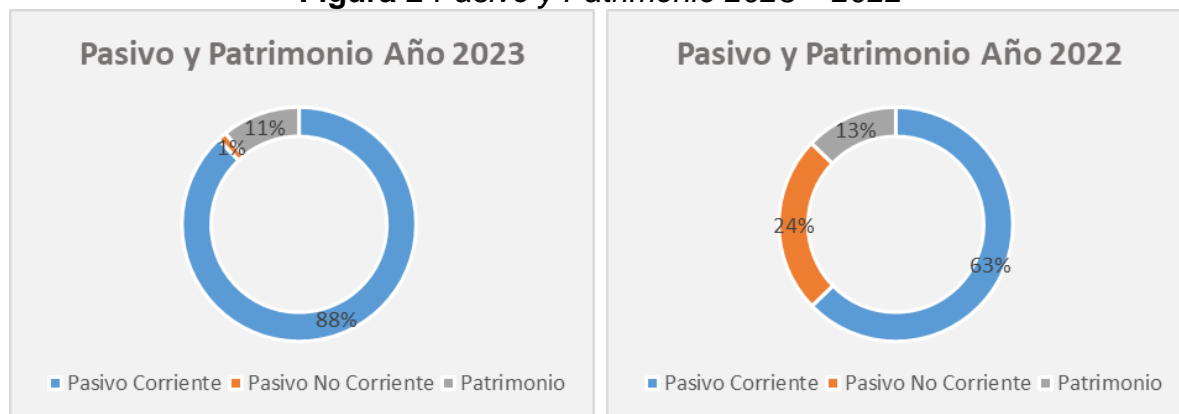 Pasivo y Patrimonio Año 2023
11%
1%
88%
Pasivo Corriente Pasivo No Corriente Patrimonio
Pasivo y Patrimonio Año 2022
13%
24%
63%
Pasivo Corriente Pasivo No Corriente Patrimonio